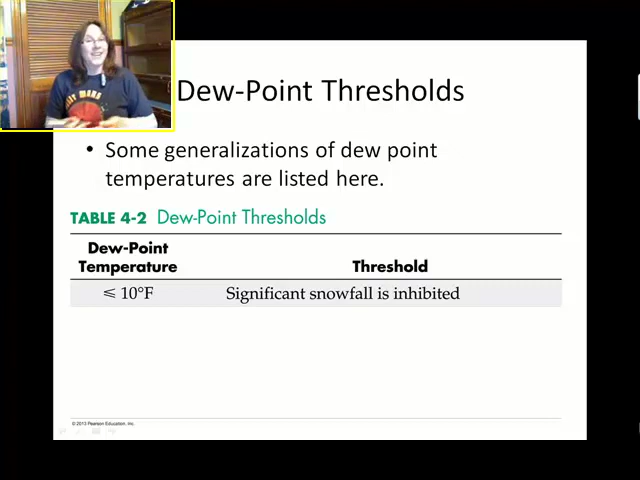 Dew-Point Thresholds
• Some generalizations of dew point
temperatures are listed here.
TABLE 4-2 Dew-Point Thresholds
Dew-Point
Temperature Threshold
⩽ 10°F Significant snowfall is inhibited
© 2013 Pearson Education, Inc.